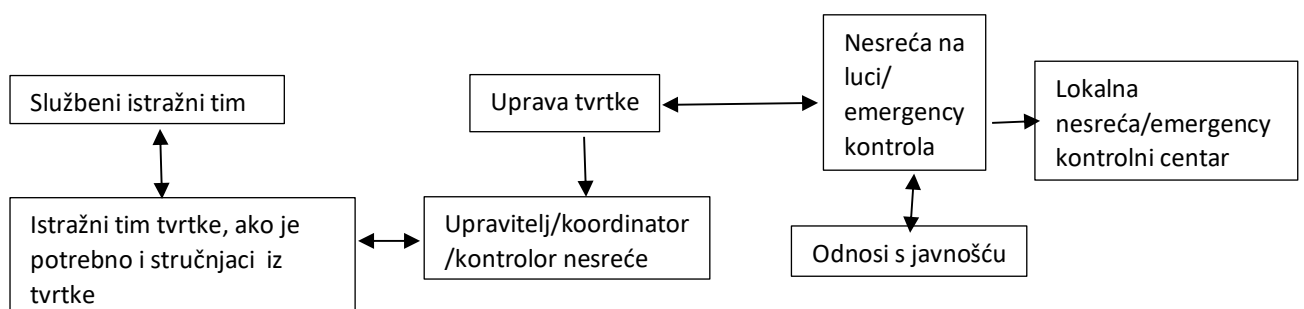 Službeni istražni tim
Uprava tvrtke
Nesreća na
luci/
emergency
kontrola
Lokalna
nesreća/emergency
kontrolni centar
Istražni tim tvrtke, ako je
potrebno i stručnjaci iz
tvrtke
Upravitelj/koordinator
/kontrolor nesreće
Odnosi s javnošću